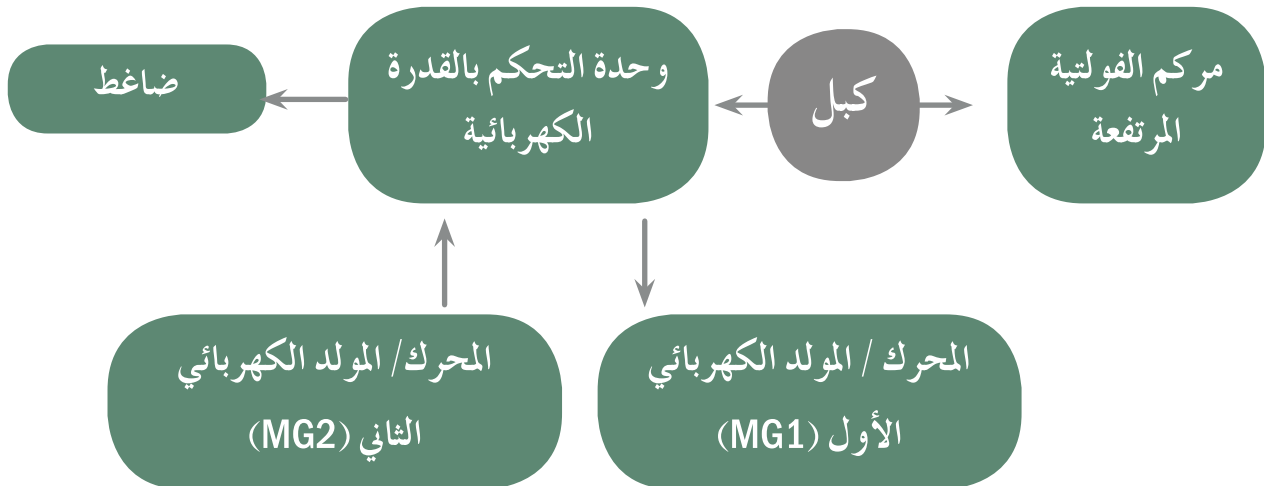 مركم الفولتية
المرتفعة
كبل
وحدة التحكم بالقدرة
الكهربائية
ضاغط
المحرك / المولد الكهربائي
الأول (MG1)
المحرك/ المولد الكهربائي
الثاني (MG2)